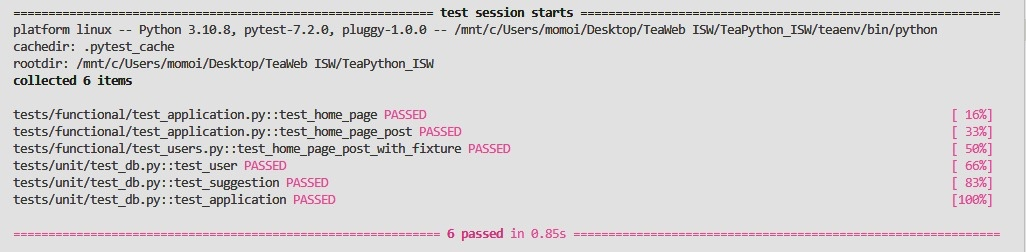 ============================================================ test session starts ============================================================
platform linux -- Python 3.10.8, pytest-7.2.0, pluggy-1.0.0 -- /mnt/c/Users/momoi/Desktop/TeaWeb ISW/TeaPython_ISW/teaenv/bin/python
cachedir: .pytest_cache
rootdir: /mnt/c/Users/momoi/Desktop/TeaWeb ISW/TeaPython_ISW
collected 6 items
tests/functional/test_application.py::test_home_page PASSED [ 16%]
tests/functional/test_application.py::test_home_page_post PASSED [ 33%]
tests/functional/test_users.py::test_home_page_post_with_fixture PASSED [ 50%]
tests/unit/test_db.py::test_user PASSED [ 66%]
tests/unit/test_db.py::test_suggestion PASSED [ 83%]
tests/unit/test_db.py::test_application PASSED [100%]
============================================================= 6 passed in 0.85s =============================================================